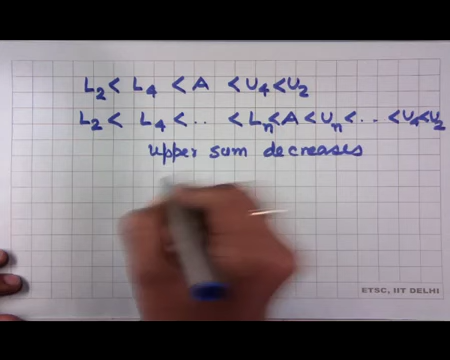 L₂ < L₄ < A < U₄ < U₂
L₂ < L₄ < .. < Lₙ < A < Uₙ < .. < U₄ < U₂
Upper sum decreases
ETSC, IIT DELHI